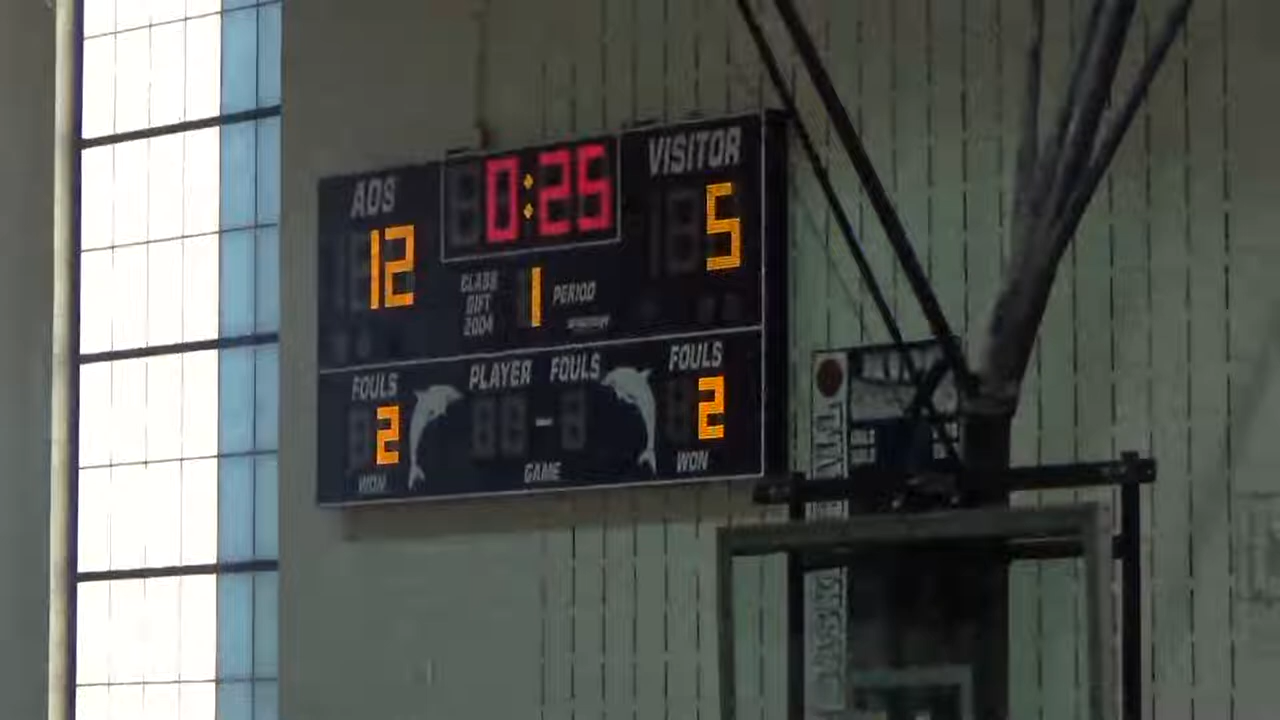 AOS
0:25
VISITOR
12
5
CLASS
GIFT
2004
1
PERIOD
FOULS
PLAYER
FOULS
FOULS
2
2
WON
GAME
WON